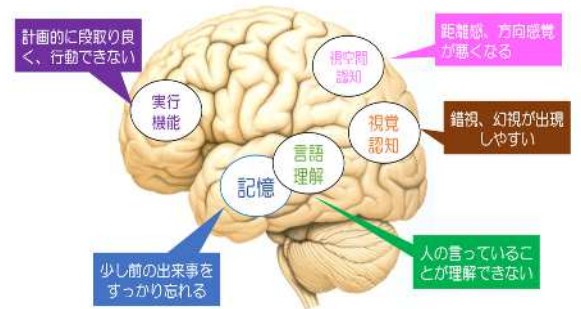 計画的に段取り良
く、行動できない
距離感、方向感覚
が悪くなる
視空間
認知
実行
機能
視覚
認知
錯視、幻視が出現
しやすい
言語
理解
記憶
少し前の出来事を
すっかり忘れる
人の言っているこ
とが理解できない